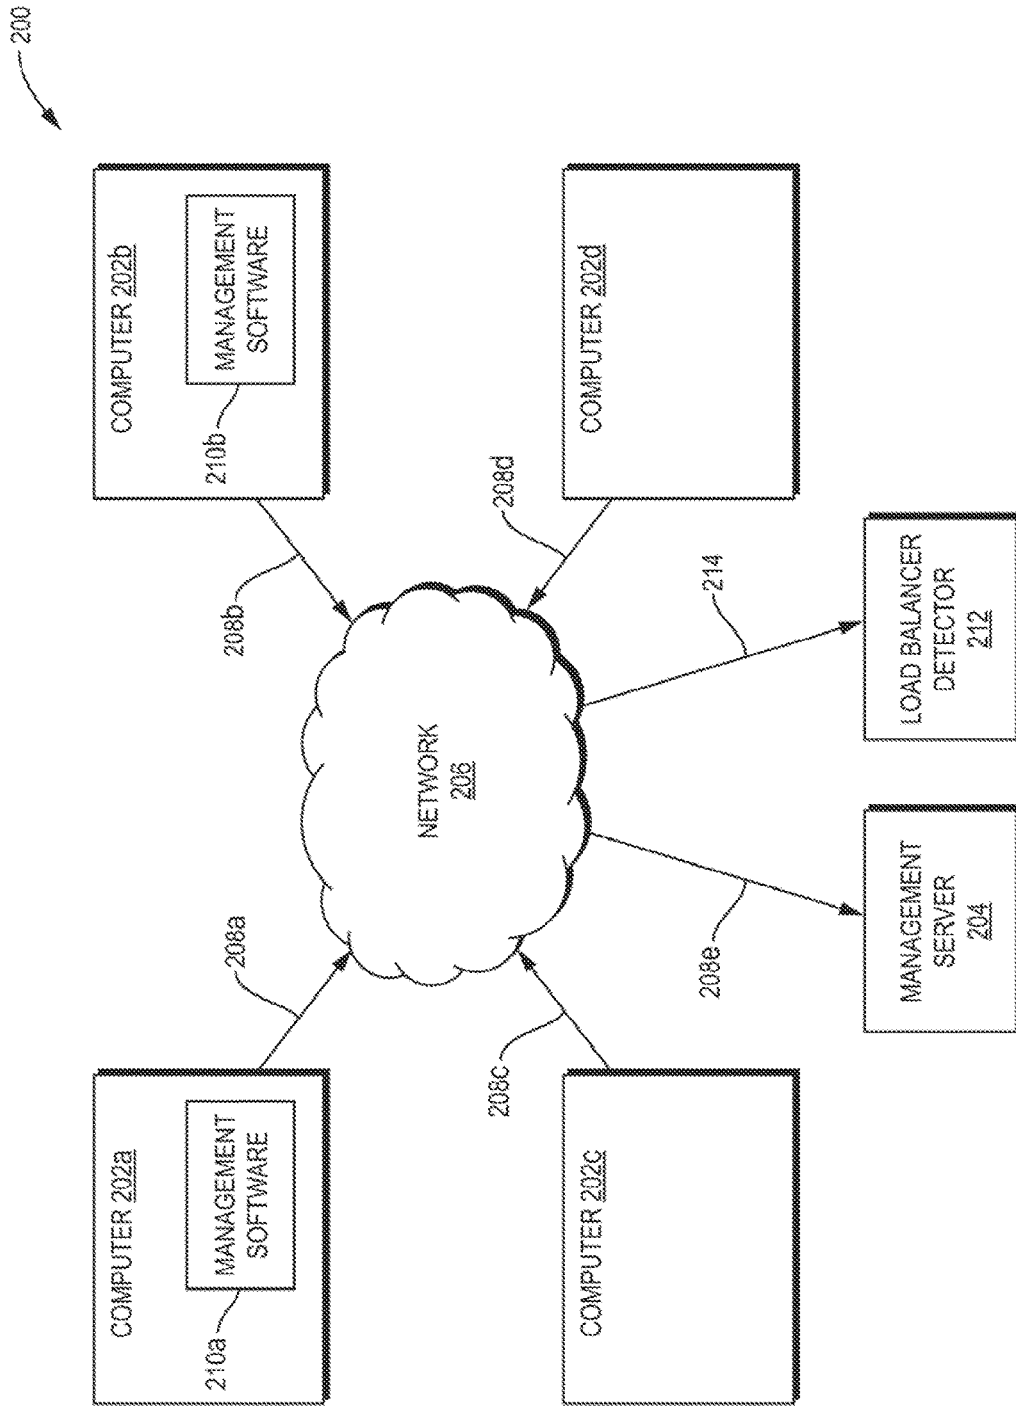 200
COMPUTER 202a
MANAGEMENT
SOFTWARE
210a
208a
COMPUTER 202b
MANAGEMENT
SOFTWARE
210b
208b
NETWORK
206
COMPUTER 202c
208c
COMPUTER 202d
208d
208e
214
MANAGEMENT
SERVER
204
LOAD BALANCER
DETECTOR
212